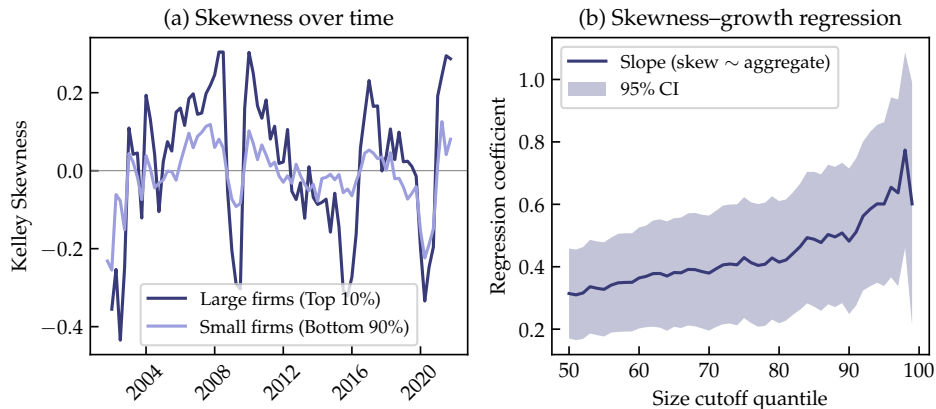 (a) Skewness over time
Kelley Skewness
0.2
0.0
−0.2
−0.4
Large firms (Top 10%)
Small firms (Bottom 90%)
2004
2008
2012
2016
2020
(b) Skewness–growth regression
Regression coefficient
1.0
0.8
0.6
0.4
0.2
Slope (skew ∼ aggregate)
95% CI
50
60
70
80
90
100
Size cutoff quantile